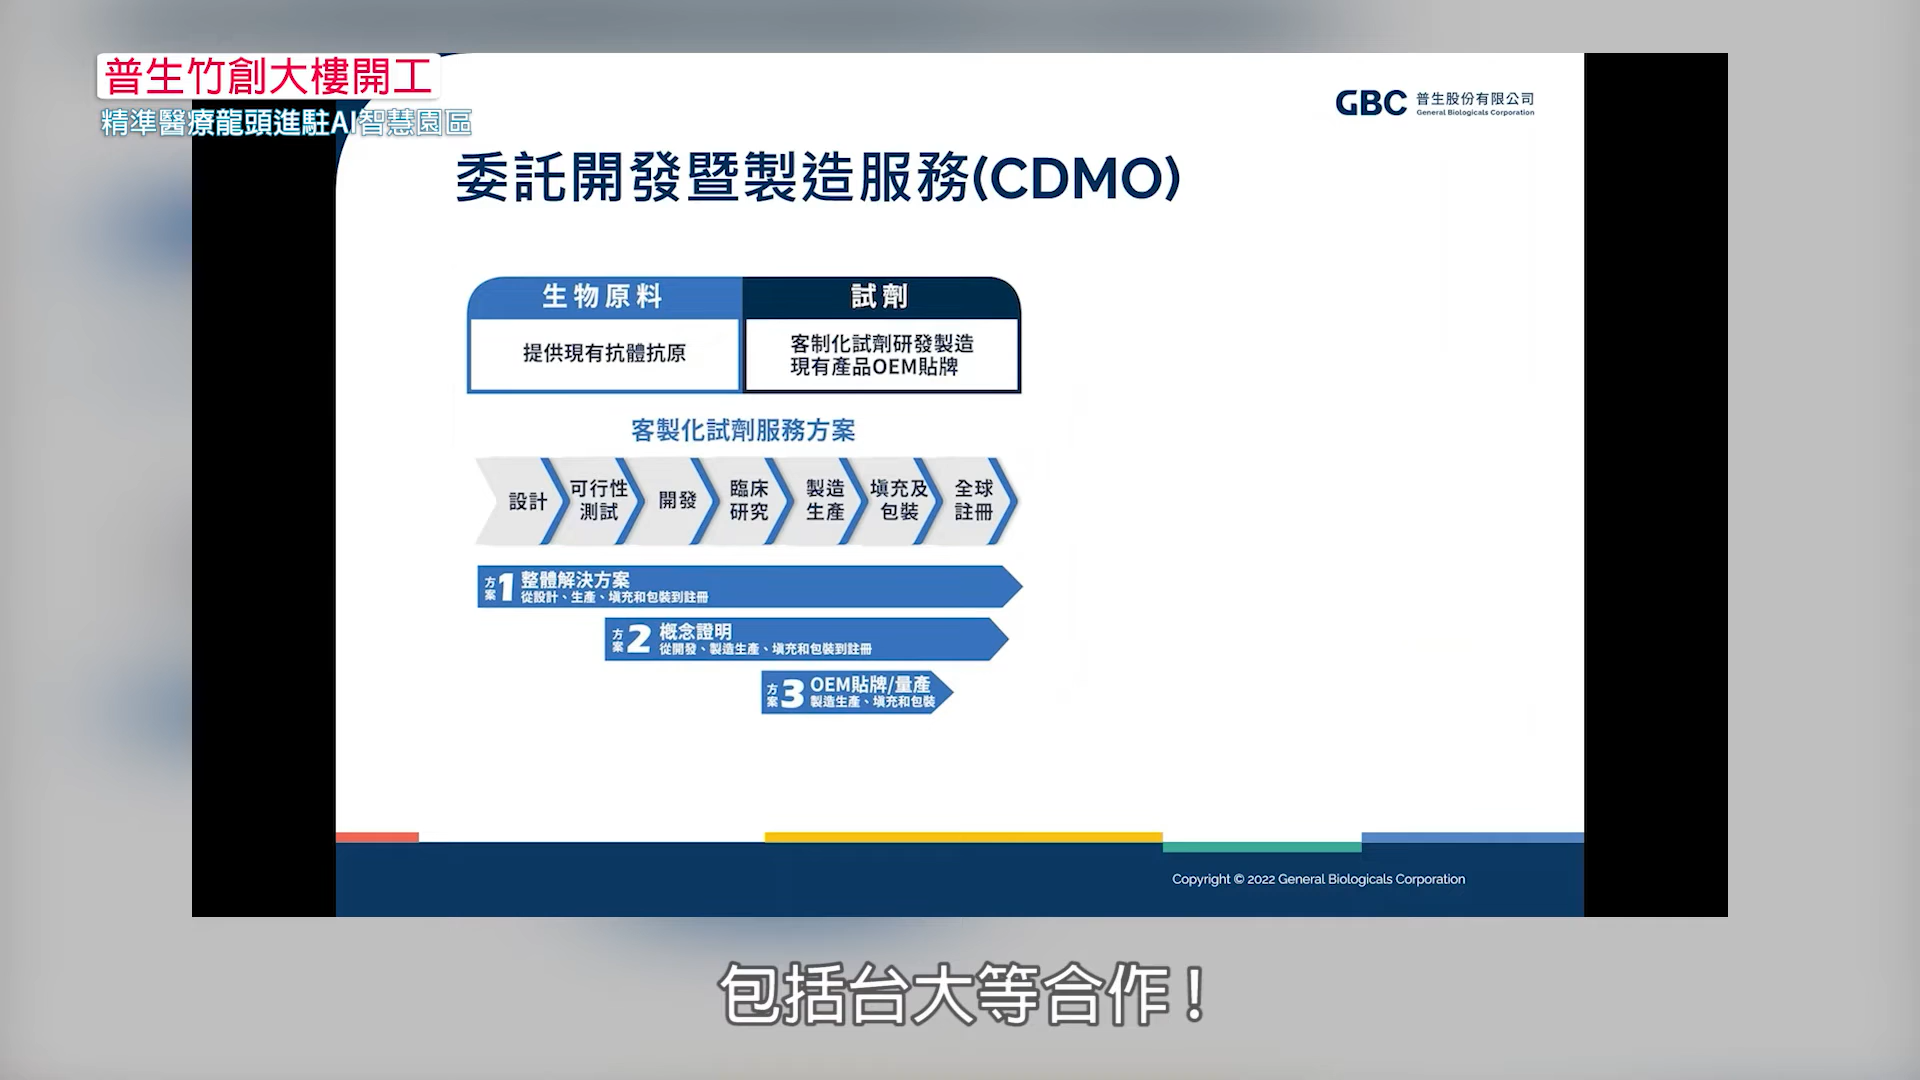 普生竹創大樓開工
精準醫療龍頭進駐AI智慧園區
GBC 普生股份有限公司
General Biologicals Corporation
委託開發暨製造服務(CDMO)
生物原料
試劑
提供現有抗體抗原
客制化試劑研發製造
現有產品OEM貼牌
客製化試劑服務方案
設計
可行性
測試
開發
臨床
研究
製造
生產
填充及
包裝
全球
註冊
方案1 整體解決方案
從設計、生產、填充和包裝到註冊
方案2 概念證明
從開發、製造生產、填充和包裝到註冊
方案3 OEM貼牌/量產
製造生產、填充和包裝
Copyright © 2022 General Biologicals Corporation
包括台大等合作!